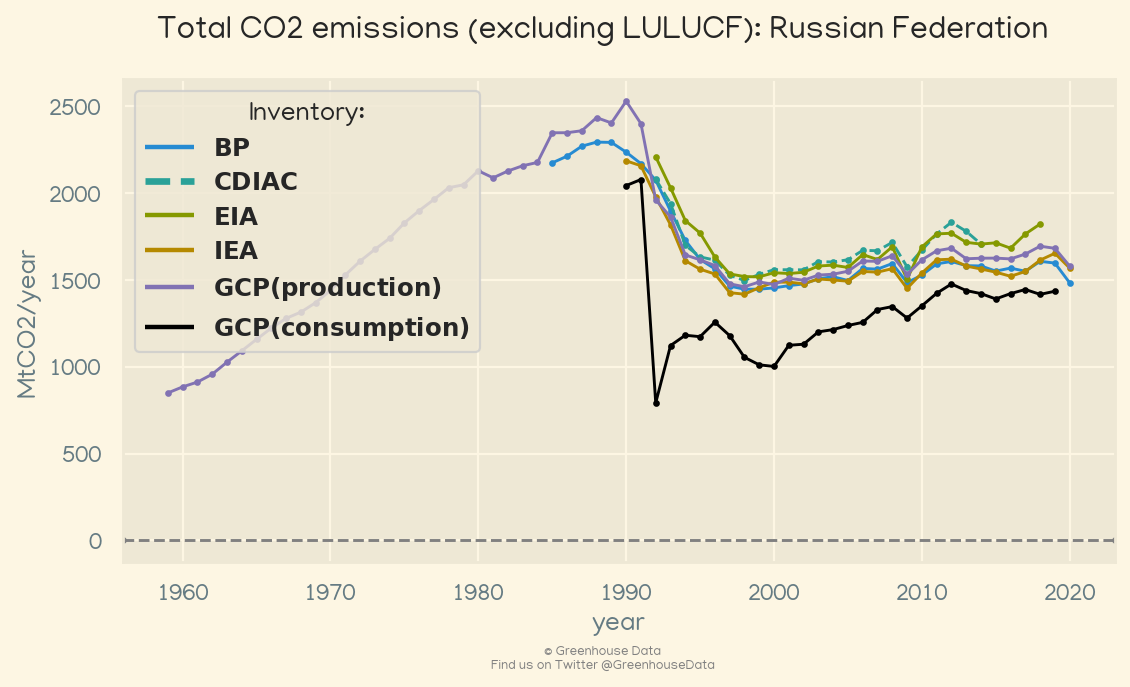 Total CO2 emissions (excluding LULUCF): Russian Federation
MtCO2/year
2500
2000
1500
1000
500
0
Inventory:
BP
CDIAC
EIA
IEA
GCP(production)
GCP(consumption)
1960 1970 1980 1990 2000 2010 2020
year
© Greenhouse Data
Find us on Twitter @GreenhouseData